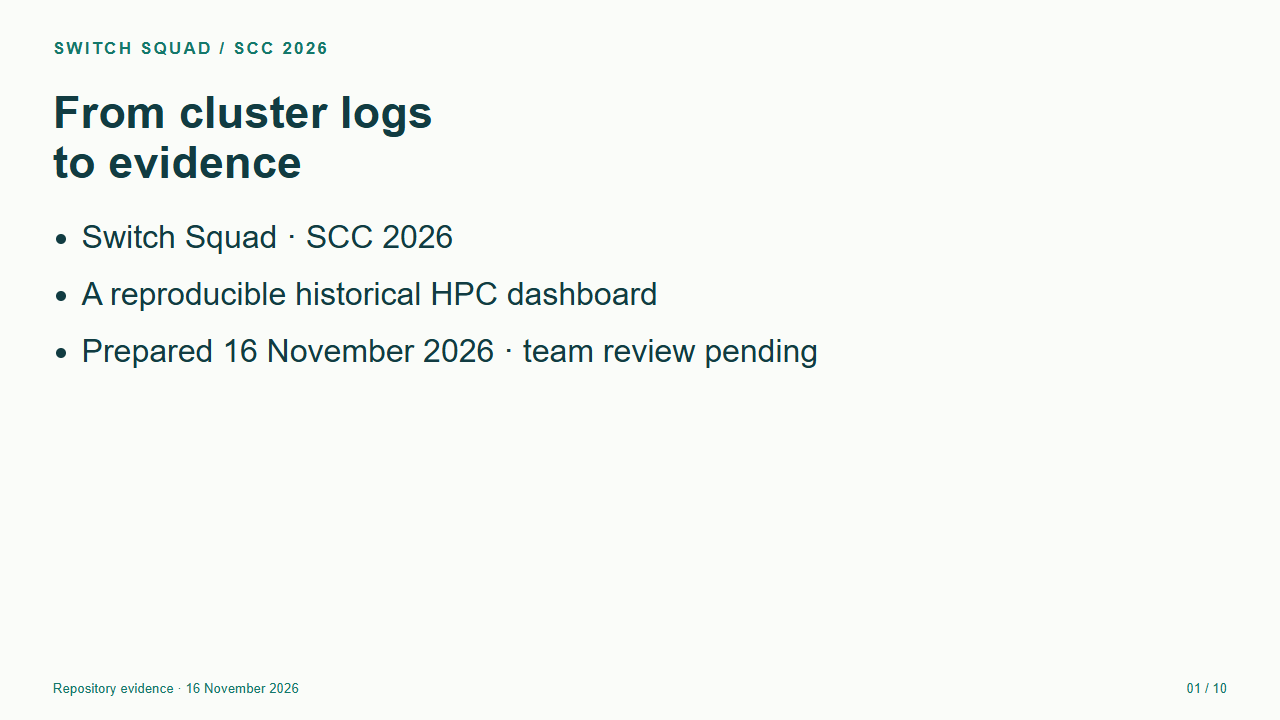 SWITCH SQUAD / SCC 2026
From cluster logs
to evidence
• Switch Squad · SCC 2026
• A reproducible historical HPC dashboard
• Prepared 16 November 2026 · team review pending
Repository evidence · 16 November 2026
01 / 10